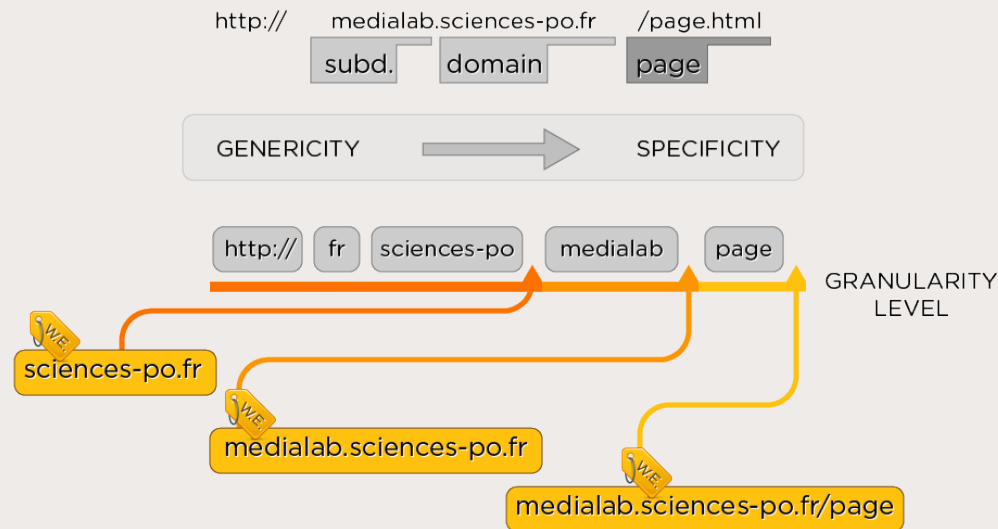 http:// medialab.sciences-po.fr /page.html
subd. domain page
GENERICITY SPECIFICITY
http:// fr sciences-po medialab page
GRANULARITY
LEVEL
W.E.
sciences-po.fr
W.E.
medialab.sciences-po.fr
W.E.
medialab.sciences-po.fr/page